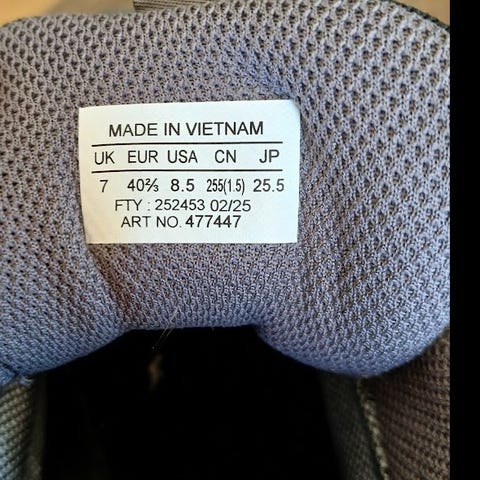 MADE IN VIETNAM
UK EUR USA CN JP
7 40⅔ 8.5 255(1.5) 25.5
FTY : 252453 02/25
ART NO. 477447